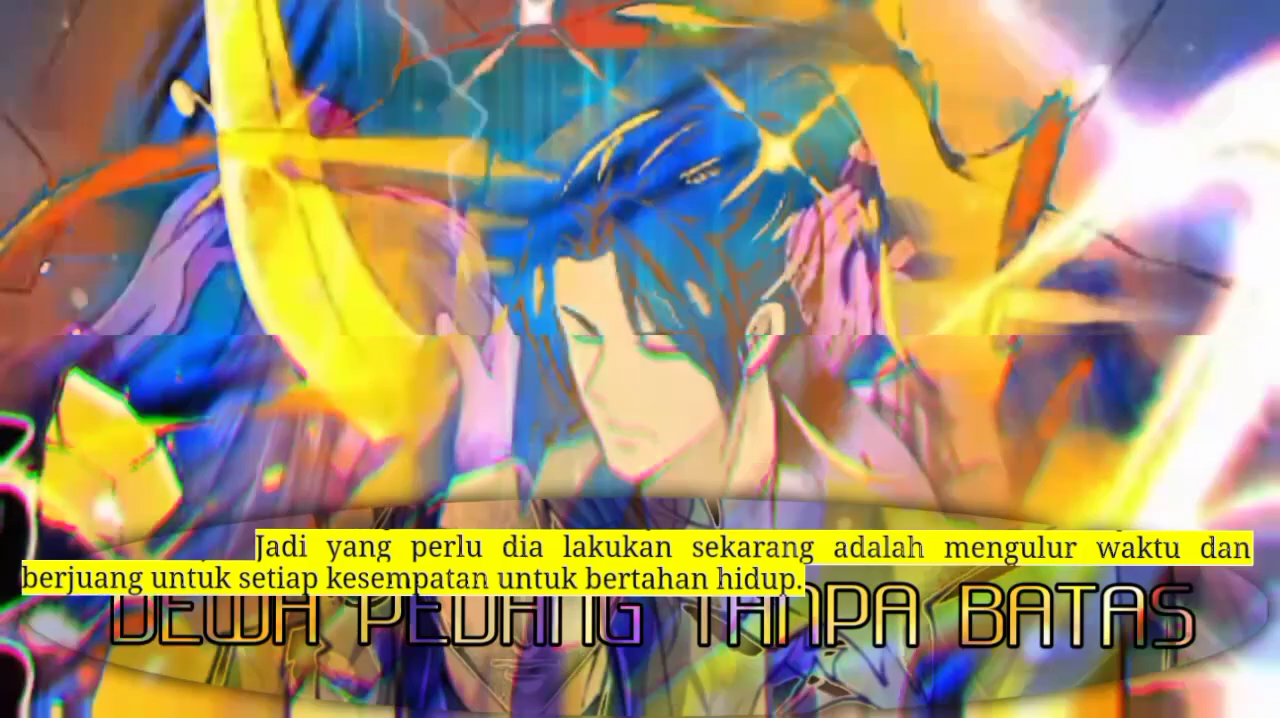 Jadi yang perlu dia lakukan sekarang adalah mengulur waktu dan
berjuang untuk setiap kesempatan untuk bertahan hidup.
DEWA PEDANG TANPA BATAS